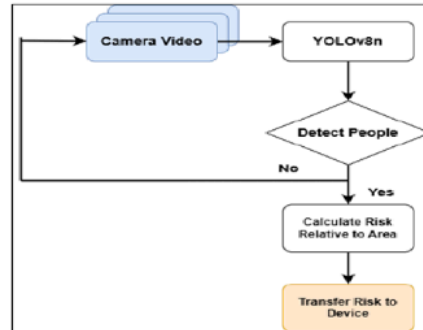 Camera Video
YOLOv8n
Detect People
No
Yes
Calculate Risk
Relative to Area
Transfer Risk to
Device